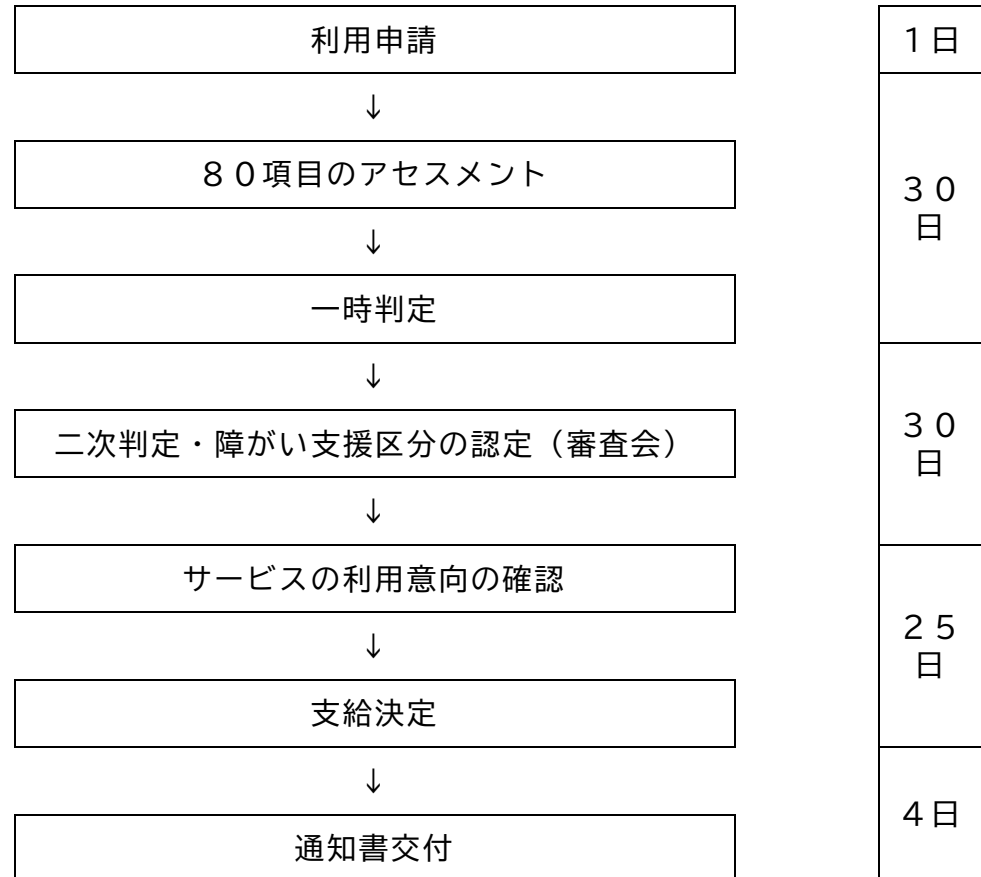 利用申請
↓
８０項目のアセスメント
↓
一時判定
↓
二次判定・障がい支援区分の認定（審査会）
↓
サービスの利用意向の確認
↓
支給決定
↓
通知書交付
１日
３０
日
３０
日
２５
日
４日